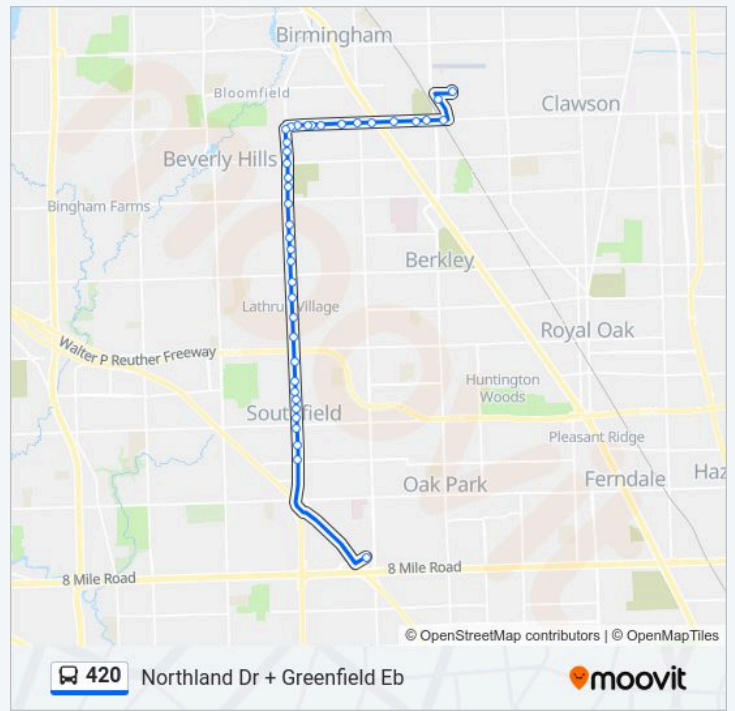 Birmingham
Bloomfield
Clawson
Beverly Hills
Bingham Farms
Berkley
Lathru Village
Royal Oak
Walter P Reuther Freeway
Huntington
Woods
Southfield
Pleasant Ridge
Oak Park
Ferndale
Haz
8 Mile Road
8 Mile Road
moovit
© OpenStreetMap contributors | © OpenMapTiles
420 Northland Dr + Greenfield Eb
moovit